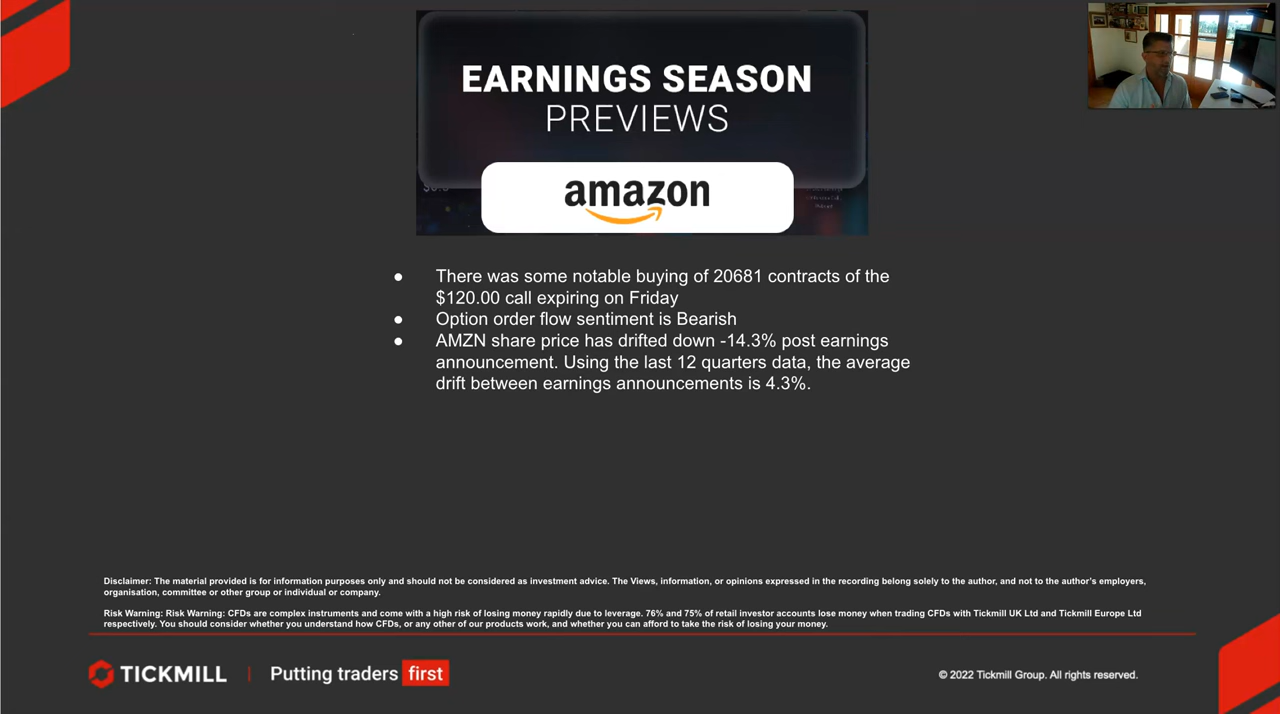 EARNINGS SEASON
PREVIEWS
amazon
● There was some notable buying of 20681 contracts of the
$120.00 call expiring on Friday
● Option order flow sentiment is Bearish
● AMZN share price has drifted down -14.3% post earnings
announcement. Using the last 12 quarters data, the average
drift between earnings announcements is 4.3%.
Disclaimer: The material provided is for information purposes only and should not be considered as investment advice. The Views, information, or opinions expressed in the recording belong solely to the author, and not to the author's employers,
organisation, committee or other group or individual or company.
Risk Warning: Risk Warning: CFDs are complex instruments and come with a high risk of losing money rapidly due to leverage. 76% and 75% of retail investor accounts lose money when trading CFDs with Tickmill UK Ltd and Tickmill Europe Ltd
respectively. You should consider whether you understand how CFDs, or any other of our products work, and whether you can afford to take the risk of losing your money.
TICKMILL | Putting traders first
© 2022 Tickmill Group. All rights reserved.